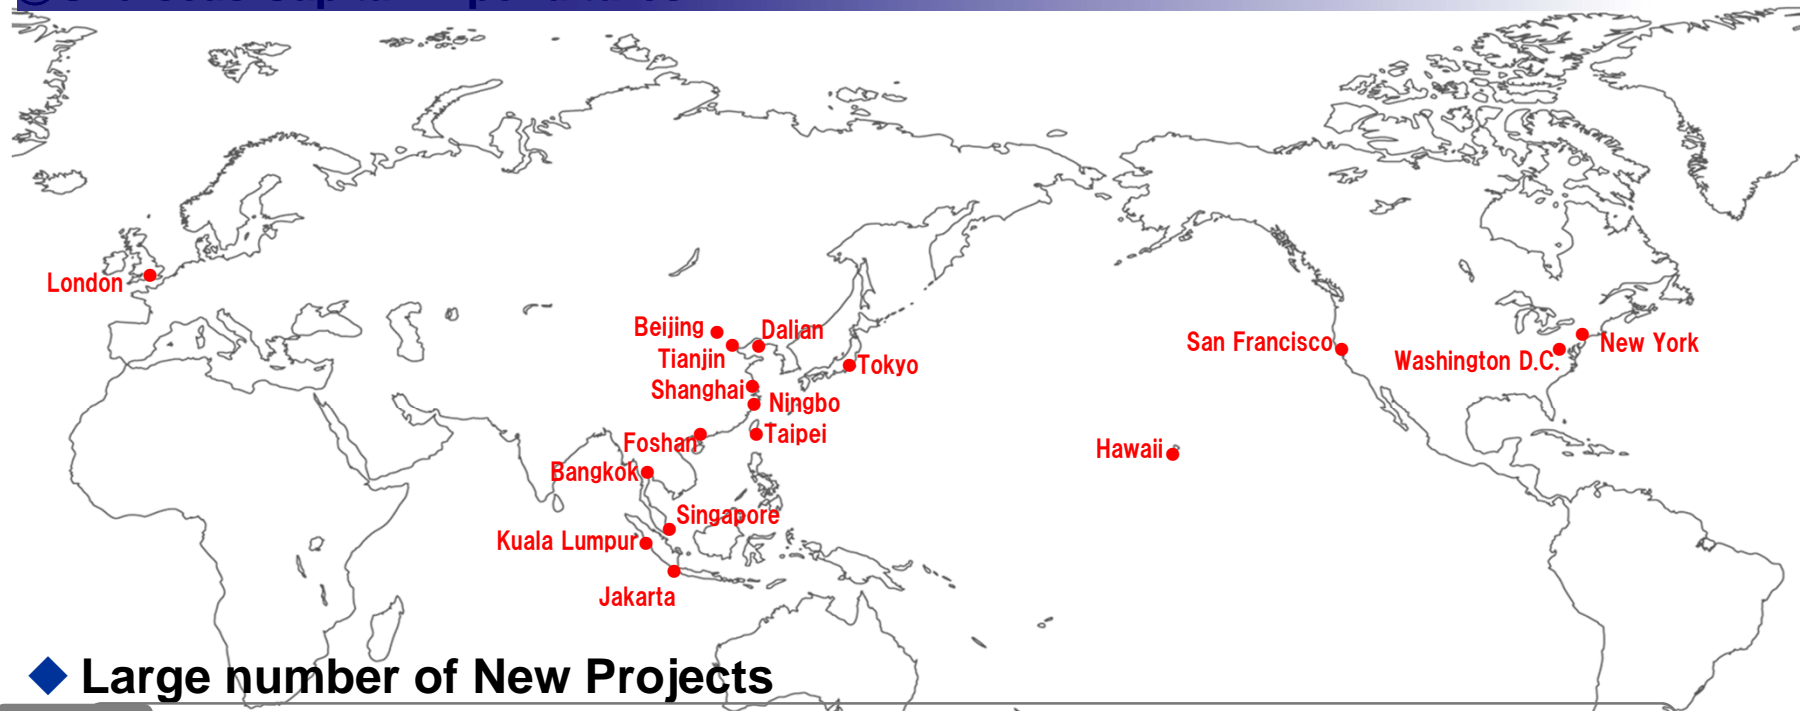 London
Beijing
Dalian
Tianjin
Tokyo
Shanghai
Ningbo
Foshan
Taipei
Bangkok
Singapore
Kuala Lumpur
Jakarta
Hawaii
San Francisco
Washington D.C.
New York
Large number of New Projects